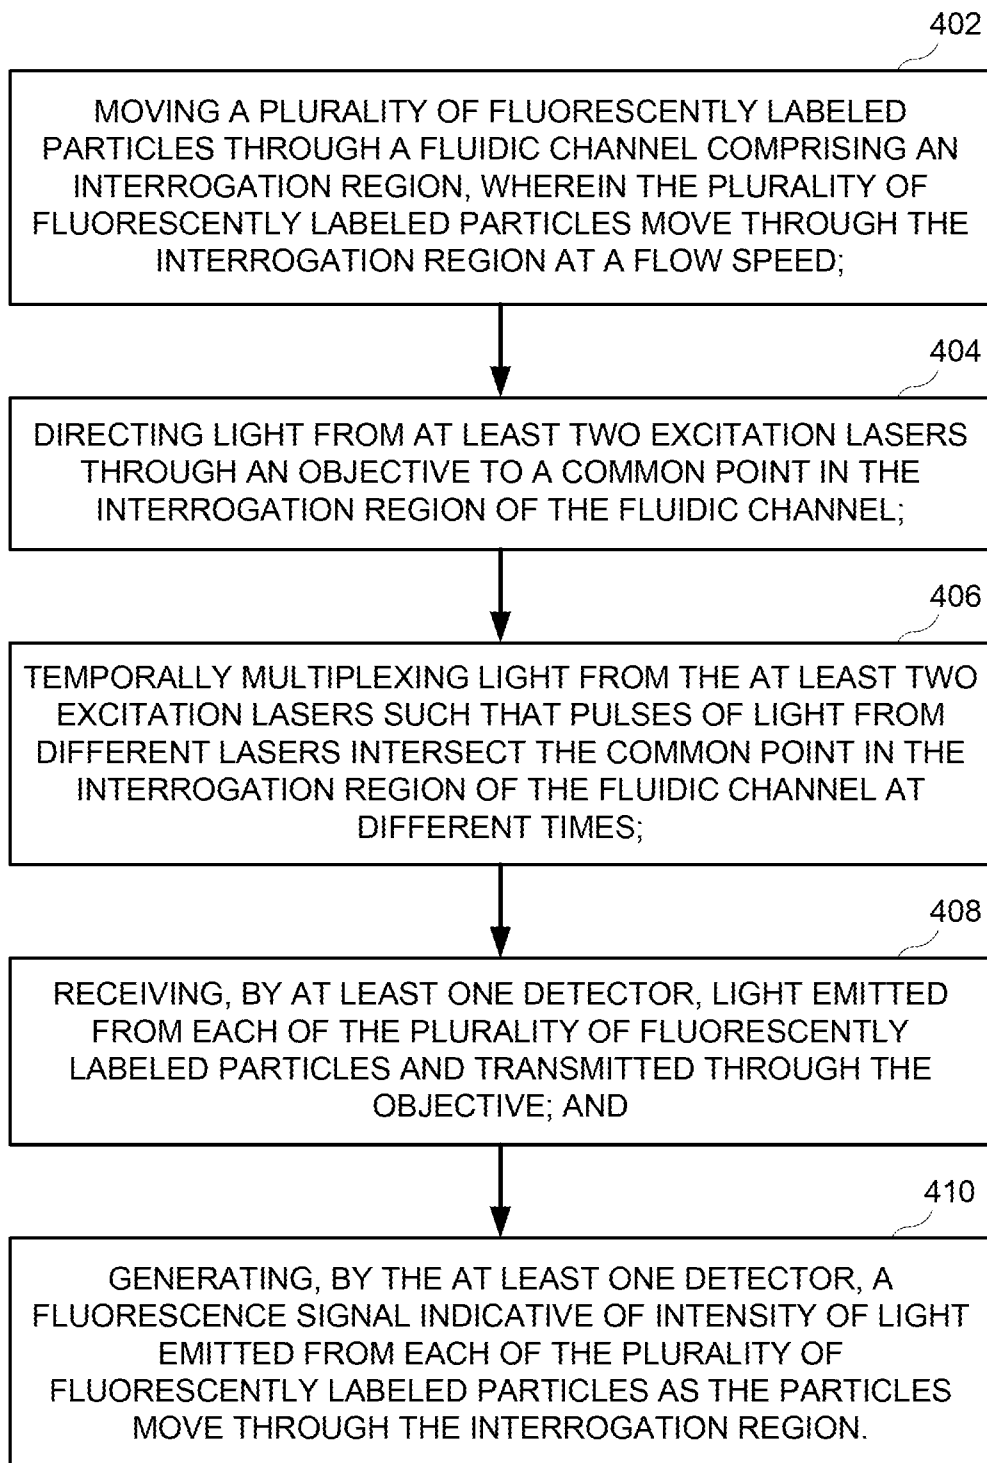 402
MOVING A PLURALITY OF FLUORESCENTLY LABELED
PARTICLES THROUGH A FLUIDIC CHANNEL COMPRISING AN
INTERROGATION REGION, WHEREIN THE PLURALITY OF
FLUORESCENTLY LABELED PARTICLES MOVE THROUGH THE
INTERROGATION REGION AT A FLOW SPEED;
404
DIRECTING LIGHT FROM AT LEAST TWO EXCITATION LASERS
THROUGH AN OBJECTIVE TO A COMMON POINT IN THE
INTERROGATION REGION OF THE FLUIDIC CHANNEL;
406
TEMPORALLY MULTIPLEXING LIGHT FROM THE AT LEAST TWO
EXCITATION LASERS SUCH THAT PULSES OF LIGHT FROM
DIFFERENT LASERS INTERSECT THE COMMON POINT IN THE
INTERROGATION REGION OF THE FLUIDIC CHANNEL AT
DIFFERENT TIMES;
408
RECEIVING, BY AT LEAST ONE DETECTOR, LIGHT EMITTED
FROM EACH OF THE PLURALITY OF FLUORESCENTLY
LABELED PARTICLES AND TRANSMITTED THROUGH THE
OBJECTIVE; AND
410
GENERATING, BY THE AT LEAST ONE DETECTOR, A
FLUORESCENCE SIGNAL INDICATIVE OF INTENSITY OF LIGHT
EMITTED FROM EACH OF THE PLURALITY OF
FLUORESCENTLY LABELED PARTICLES AS THE PARTICLES
MOVE THROUGH THE INTERROGATION REGION.